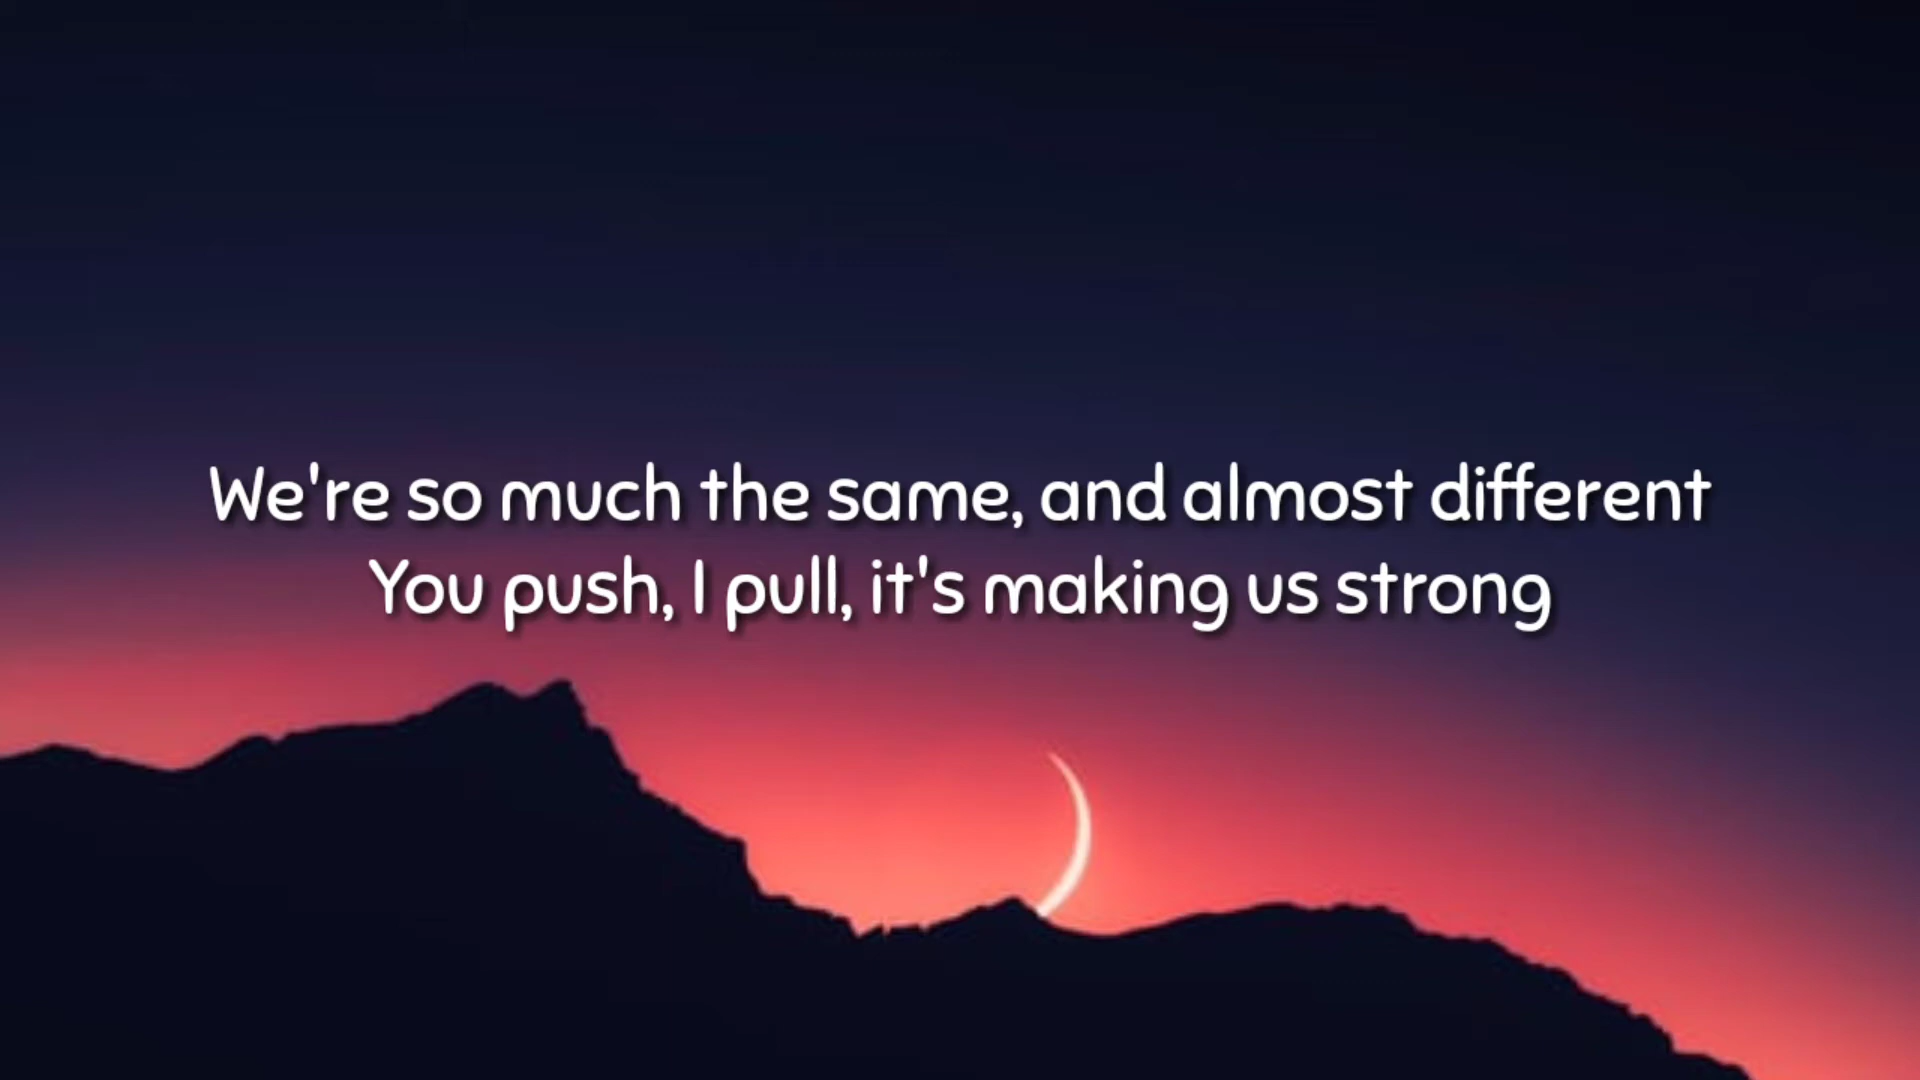 We're so much the same, and almost different
You push, I pull, it's making us strong